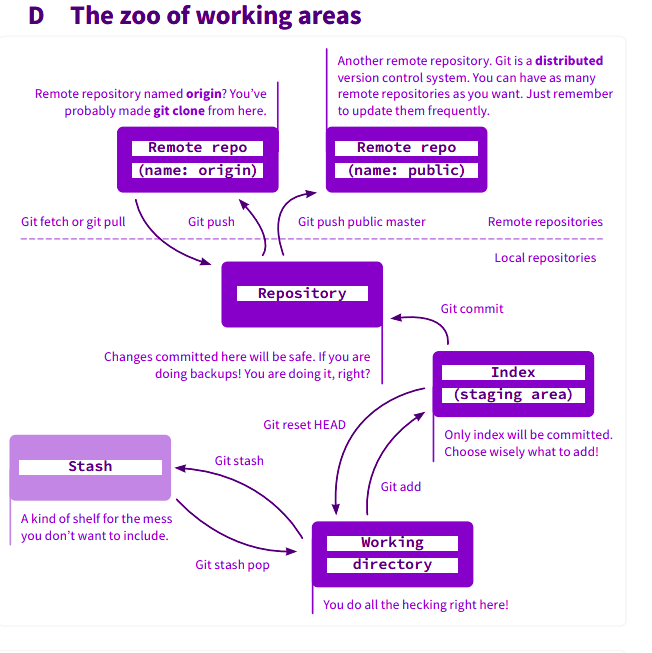 D The zoo of working areas
Another remote repository. Git is a distributed
version control system. You can have as many
remote repositories as you want. Just remember
to update them frequently.
Remote repository named origin? You've
probably made git clone from here.
Remote repo
(name: origin)
Remote repo
(name: public)
Git fetch or git pull
Git push
Git push public master
Remote repositories
Local repositories
Repository
Git commit
Changes committed here will be safe. If you are
doing backups! You are doing it, right?
Index
(staging area)
Git reset HEAD
Only index will be committed.
Choose wisely what to add!
Stash
Git stash
Git add
A kind of shelf for the mess
you don't want to include.
Git stash pop
Working
directory
You do all the hecking right here!